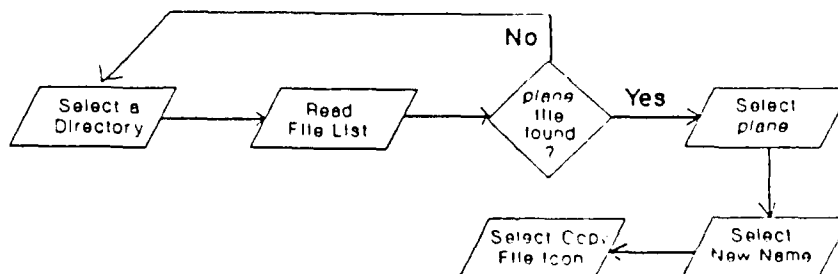 No
Select a
Directory
Read
File List
plane
file
found
?
Yes
Select
plane
Select Copy
File Icon
Select
New Name